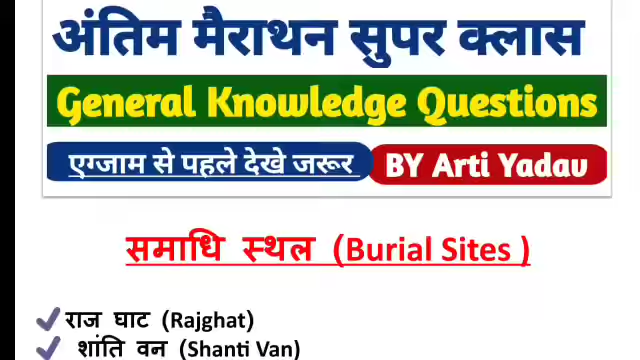 अंतिम मैराथन सुपर क्लास
General Knowledge Questions
एग्जाम से पहले देखे जरूर BY Arti Yadav
समाधि स्थल (Burial Sites )
राज घाट (Rajghat)
शांति वन (Shanti Van)